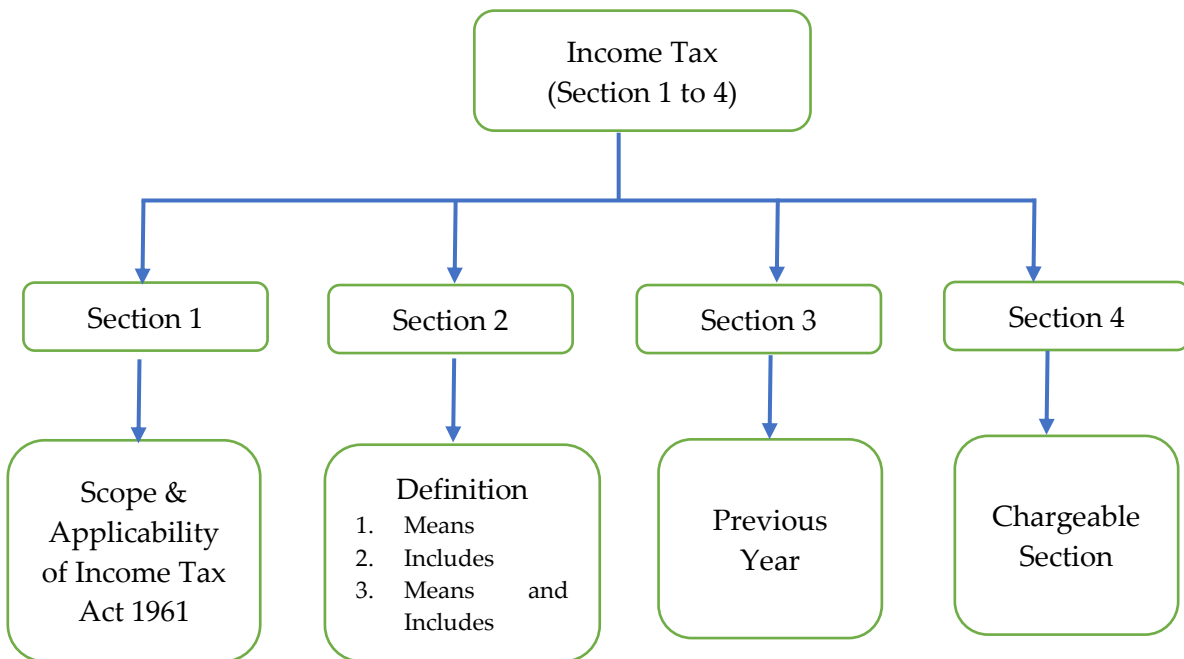 Income Tax
(Section 1 to 4)
Section 1
Section 2
Section 3
Section 4
Scope &
Applicability
of Income Tax
Act 1961
Definition
1. Means
2. Includes
3. Means and
Includes
Previous
Year
Chargeable
Section